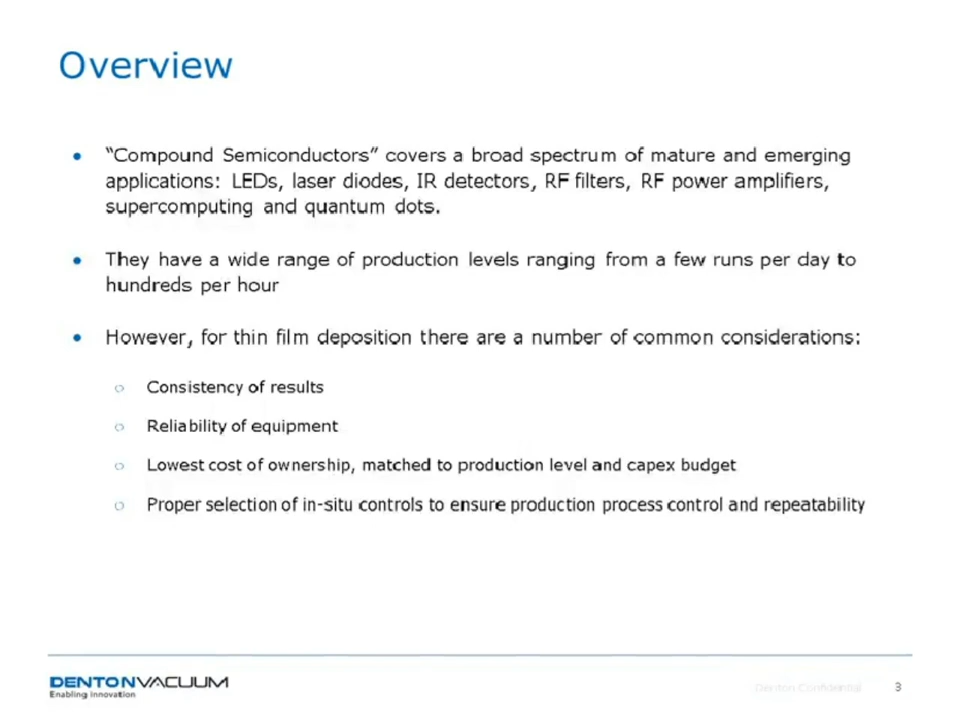 Overview
• “Compound Semiconductors” covers a broad spectrum of mature and emerging
applications: LEDs, laser diodes, IR detectors, RF filters, RF power amplifiers,
supercomputing and quantum dots.
• They have a wide range of production levels ranging from a few runs per day to
hundreds per hour
• However, for thin film deposition there are a number of common considerations:
○ Consistency of results
○ Reliability of equipment
○ Lowest cost of ownership, matched to production level and capex budget
○ Proper selection of in-situ controls to ensure production process control and repeatability
DENTONVACUUM
Enabling Innovation
Denton Confidential
3